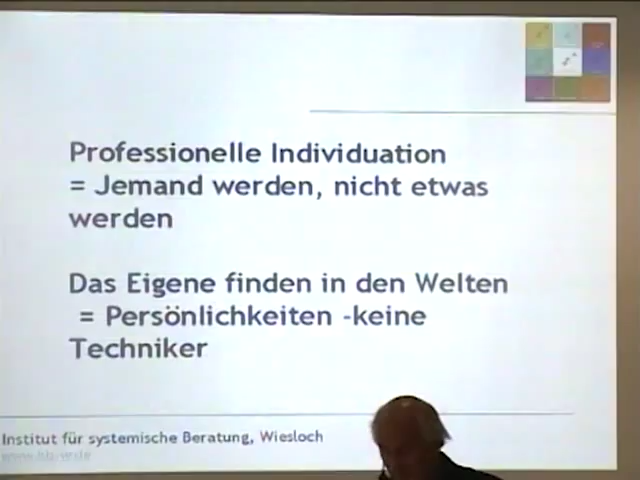 Professionelle Individuation
= Jemand werden, nicht etwas
werden
Das Eigene finden in den Welten
= Persönlichkeiten -keine
Techniker
Institut für systemische Beratung, Wiesloch